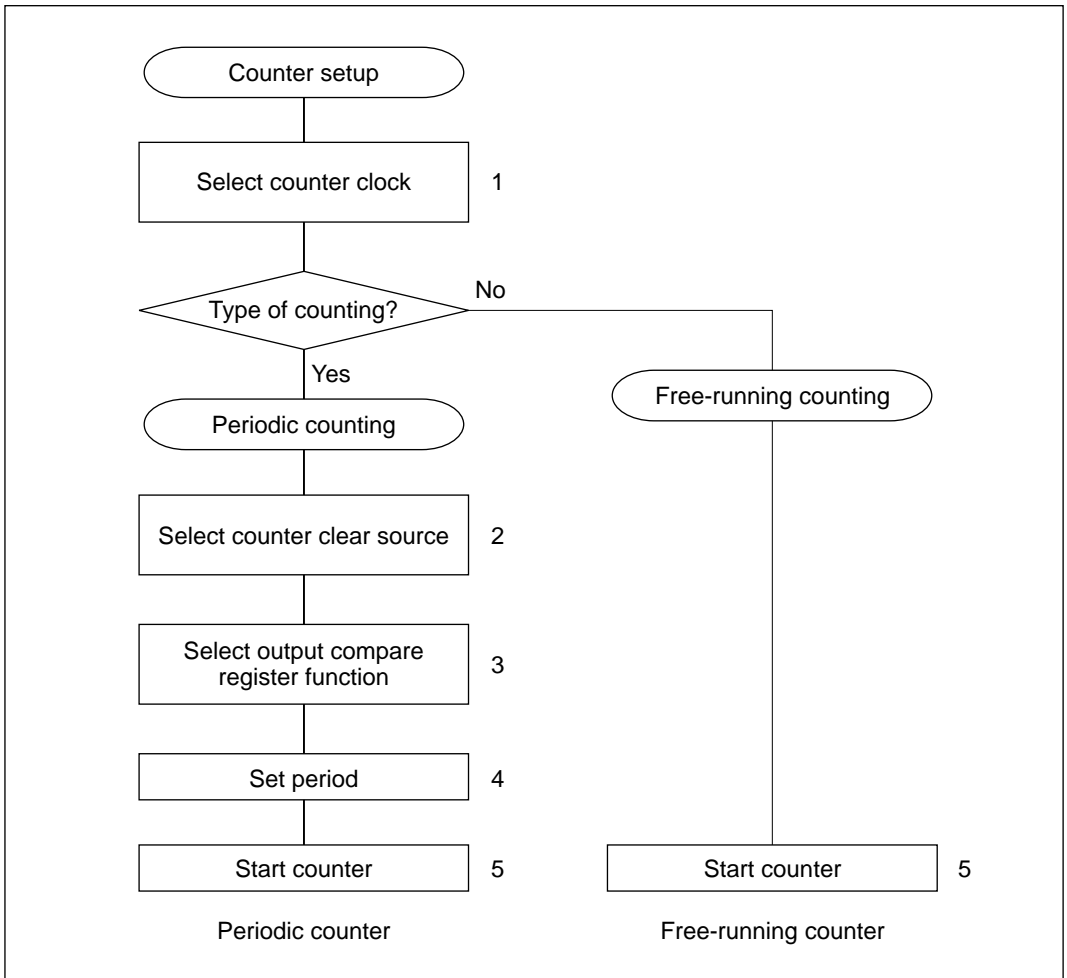 Counter setup
Select counter clock
1
Type of counting?
No
Yes
Periodic counting
Free-running counting
Select counter clear source
2
Select output compare
register function
3
Set period
4
Start counter
5
Start counter
5
Periodic counter
Free-running counter